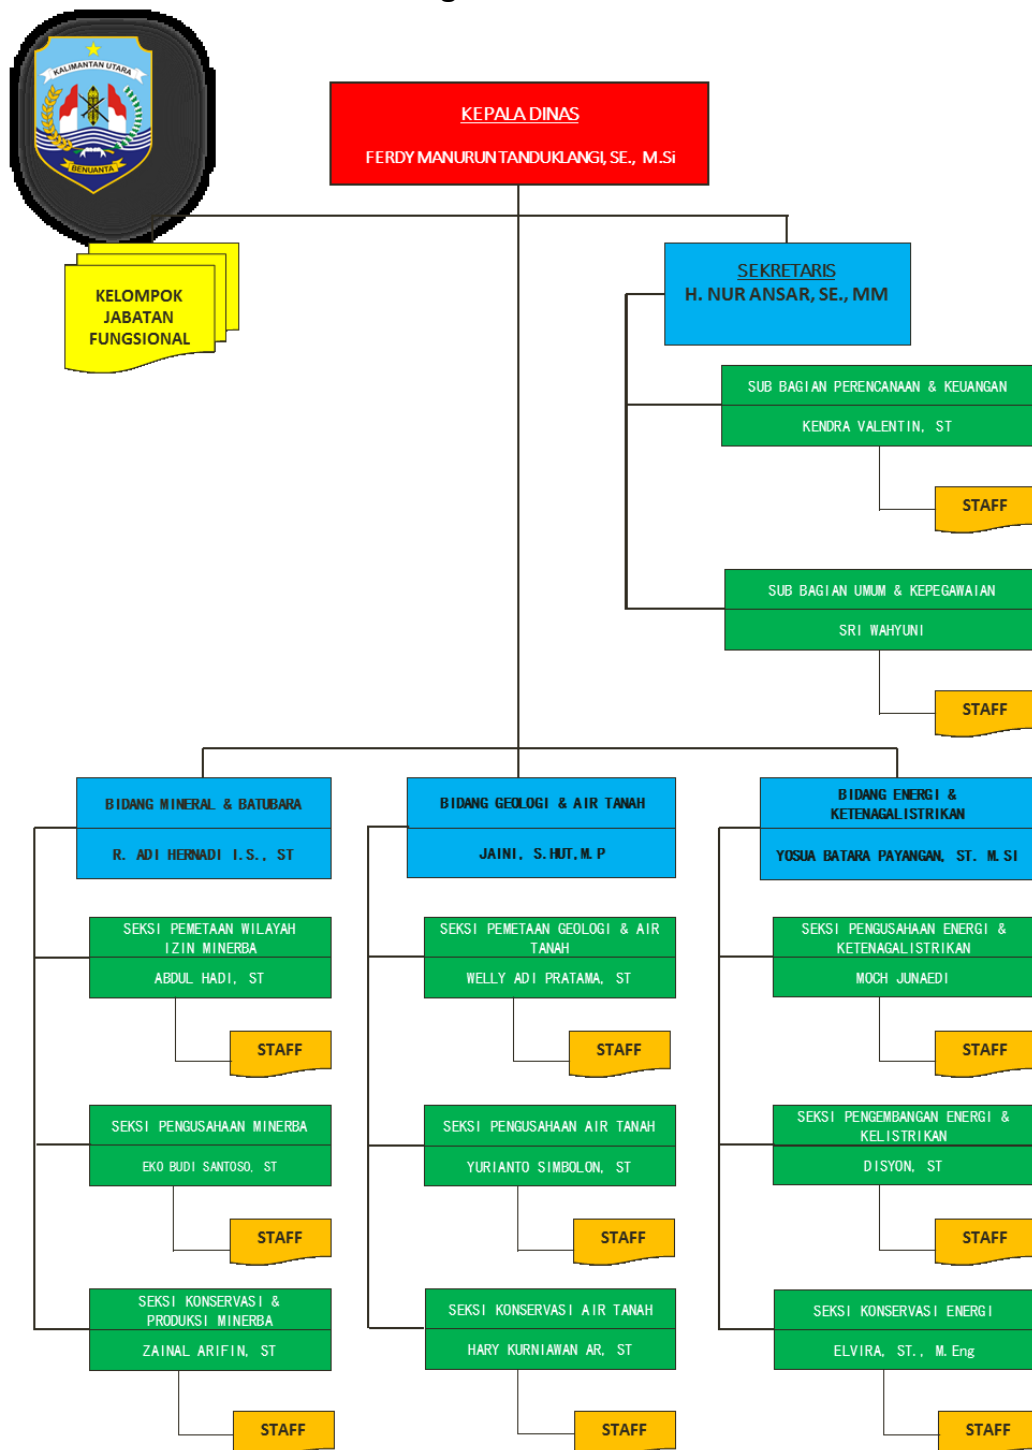 KALIMANTAN UTARA
BENUANTA
KEPALA DINAS
FERDY MANURUN TANDUKLANGI, SE., M.Si
KELOMPOK
JABATAN
FUNGSIONAL
SEKRETARIS
H. NUR ANSAR, SE., MM
SUB BAGIAN PERENCANAAN & KEUANGAN
KENDRA VALENTIN, ST
STAFF
SUB BAGIAN UMUM & KEPEGAWAIAN
SRI WAHYUNI
STAFF
BIDANG MINERAL & BATUBARA
R. ADI HERNADI I.S., ST
SEKSI PEMETAAN WILAYAH
IZIN MINERBA
ABDUL HADI, ST
STAFF
SEKSI PENGUSAHAAN MINERBA
EKO BUDI SANTOSO, ST
STAFF
SEKSI KONSERVASI &
PRODUKSI MINERBA
ZAINAL ARIFIN, ST
STAFF
BIDANG GEOLOGI & AIR TANAH
JAINI, S.HUT,M.P
SEKSI PEMETAAN GEOLOGI & AIR
TANAH
WELLY ADI PRATAMA, ST
STAFF
SEKSI PENGUSAHAAN AIR TANAH
YURIANTO SIMBOLON, ST
STAFF
SEKSI KONSERVASI AIR TANAH
HARY KURNIAWAN AR, ST
STAFF
BIDANG ENERGI &
KETENAGALISTRIKAN
YOSUA BATARA PAYANGAN, ST. M.SI
SEKSI PENGUSAHAAN ENERGI &
KETENAGALISTRIKAN
MOCH JUNAEDI
STAFF
SEKSI PENGEMBANGAN ENERGI &
KELISTRIKAN
DISYON, ST
STAFF
SEKSI KONSERVASI ENERGI
ELVIRA, ST., M.Eng
STAFF